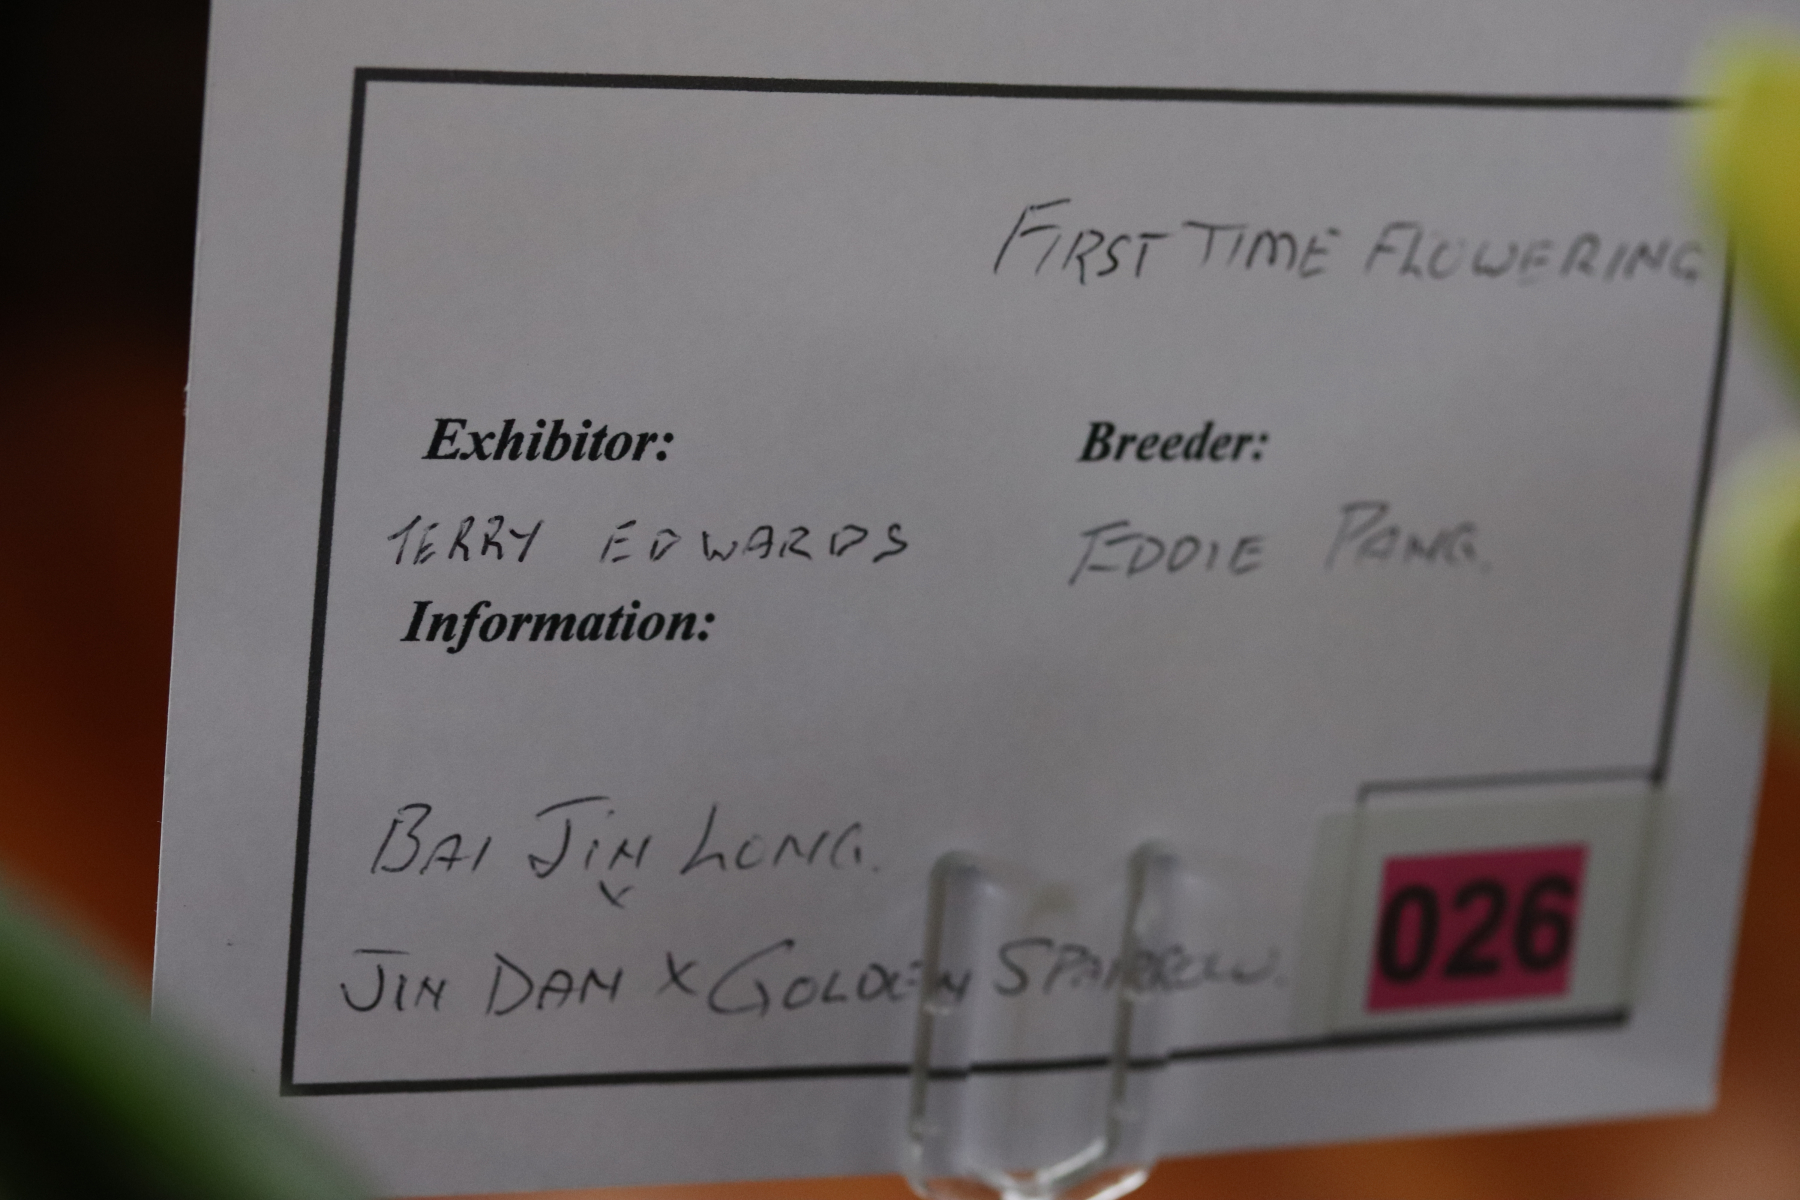 FIRST TIME FLOWERING
Exhibitor: Breeder:
TERRY EDWARDS EDDIE PANG.
Information:
BAI JIN LONG.
x
JIN DAN X GOLDEN SPARROW.
026